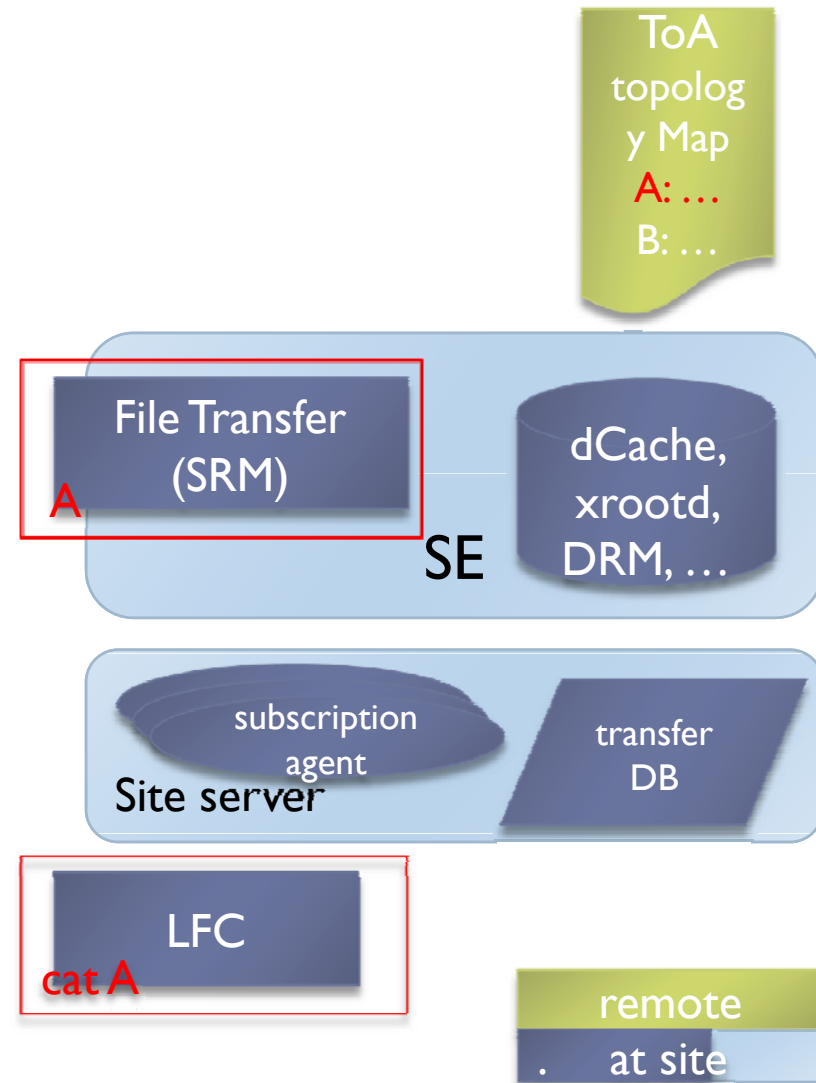 ToA
topolog
y Map
A: …
B: …
File Transfer
(SRM)
A
dCache,
xrootd,
DRM, …
SE
subscription
agent
transfer
DB
Site server
LFC
cat A
remote
. at site